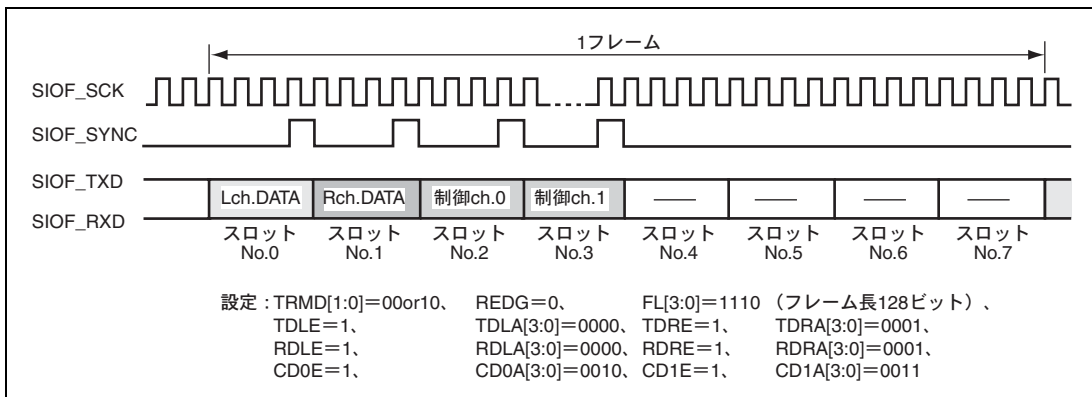 1フレーム
SIOF_SCK
SIOF_SYNC
SIOF_TXD
SIOF_RXD
Lch.DATA Rch.DATA 制御ch.0 制御ch.1 —— —— —— ——
スロット スロット スロット スロット スロット スロット スロット スロット
No.0 No.1 No.2 No.3 No.4 No.5 No.6 No.7
設定：TRMD[1:0]＝00or10、 REDG＝0、 FL[3:0]＝1110 （フレーム長128ビット）、
TDLE＝1、 TDLA[3:0]＝0000、 TDRE＝1、 TDRA[3:0]＝0001、
RDLE＝1、 RDLA[3:0]＝0000、 RDRE＝1、 RDRA[3:0]＝0001、
CD0E＝1、 CD0A[3:0]＝0010、 CD1E＝1、 CD1A[3:0]＝0011